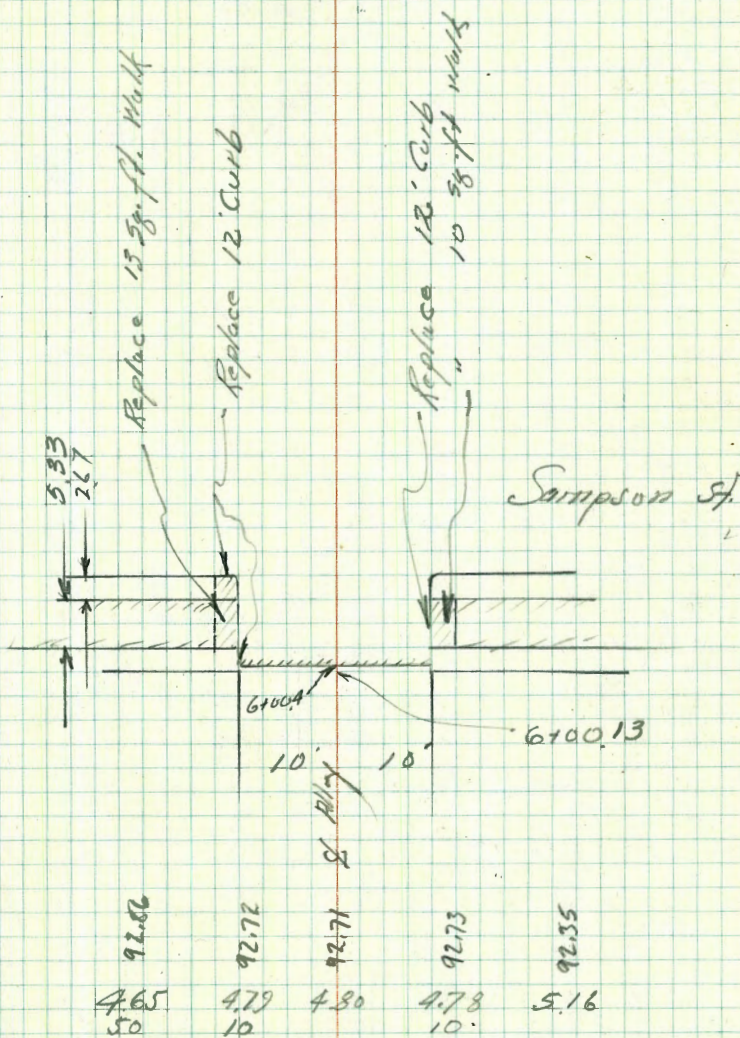 Replace 13 sq. ft. Walk
Replace 12' Curb
Replace 12' Curb
" 10 sq. ft Walk
5.33
2.67
Sampson St.
6+00.4
6+00.13
10' 10'
℄ Alley
92.86 92.72 92.71 92.73 92.35
4.65 4.79 4.80 4.78 5.16
50 10 10